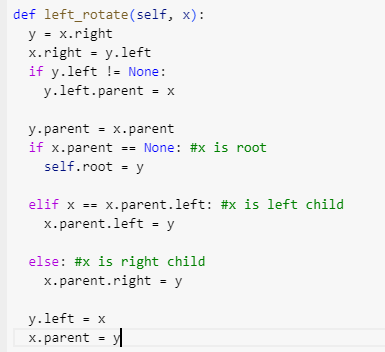 def left_rotate(self, x):
  y = x.right
  x.right = y.left
  if y.left != None:
    y.left.parent = x

  y.parent = x.parent
  if x.parent == None: #x is root
    self.root = y

  elif x == x.parent.left: #x is left child
    x.parent.left = y

  else: #x is right child
    x.parent.right = y

  y.left = x
  x.parent = y